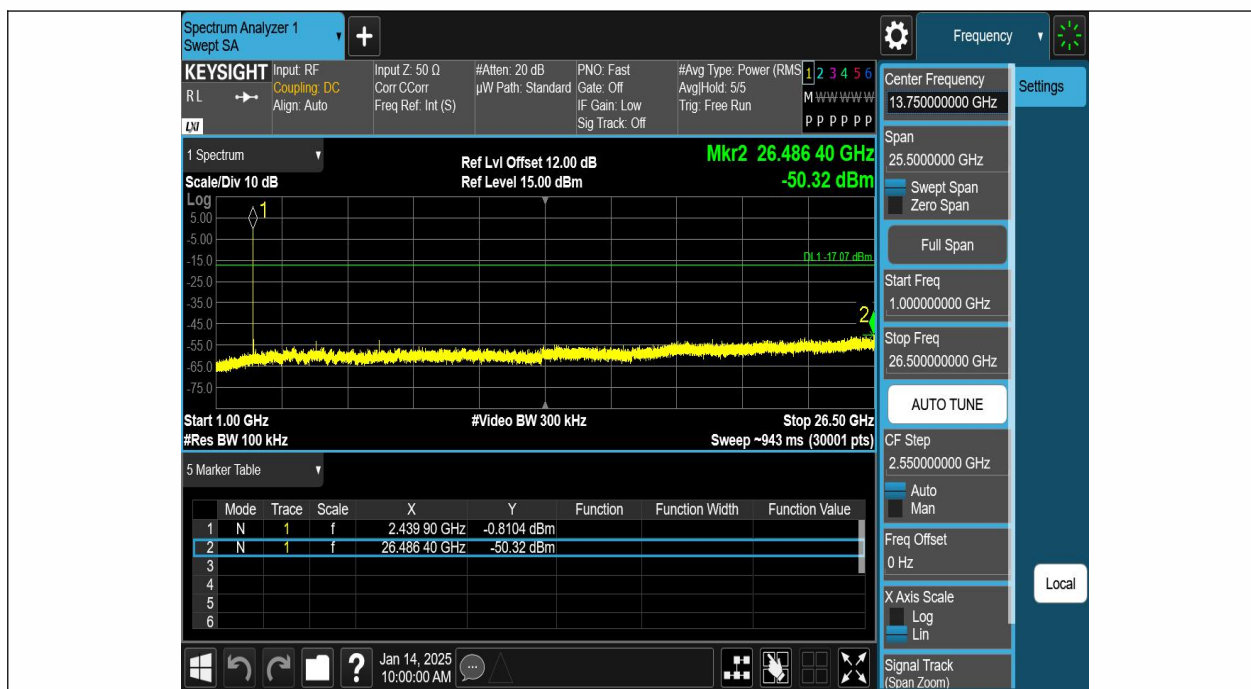 Spectrum Analyzer 1
Swept SA
Frequency
KEYSIGHT
R L
LXI
Input: RF
Coupling: DC
Align: Auto
Input Z: 50 Ω
Corr CCorr
Freq Ref: Int (S)
#Atten: 20 dB
µW Path: Standard
PNO: Fast
Gate: Off
IF Gain: Low
Sig Track: Off
#Avg Type: Power (RMS
Avg|Hold: 5/5
Trig: Free Run
1 2 3 4 5 6
M W W W W W
P P P P P P
1 Spectrum
Scale/Div 10 dB
Ref Lvl Offset 12.00 dB
Ref Level 15.00 dBm
Mkr2 26.486 40 GHz
-50.32 dBm
Log
5.00
-5.00
-15.0
-25.0
-35.0
-45.0
-55.0
-65.0
-75.0
1
DL1 -17.07 dBm
2
Start 1.00 GHz
#Video BW 300 kHz
Stop 26.50 GHz
#Res BW 100 kHz
Sweep ~943 ms (30001 pts)
5 Marker Table
Mode Trace Scale X Y Function Function Width Function Value
1 N 1 f 2.439 90 GHz -0.8104 dBm
2 N 1 f 26.486 40 GHz -50.32 dBm
3
4
5
6
Jan 14, 2025
10:00:00 AM
Center Frequency
13.750000000 GHz
Settings
Span
25.5000000 GHz
Swept Span
Zero Span
Full Span
Start Freq
1.000000000 GHz
Stop Freq
26.500000000 GHz
AUTO TUNE
CF Step
2.550000000 GHz
Auto
Man
Freq Offset
0 Hz
X Axis Scale
Log
Lin
Local
Signal Track
(Span Zoom)